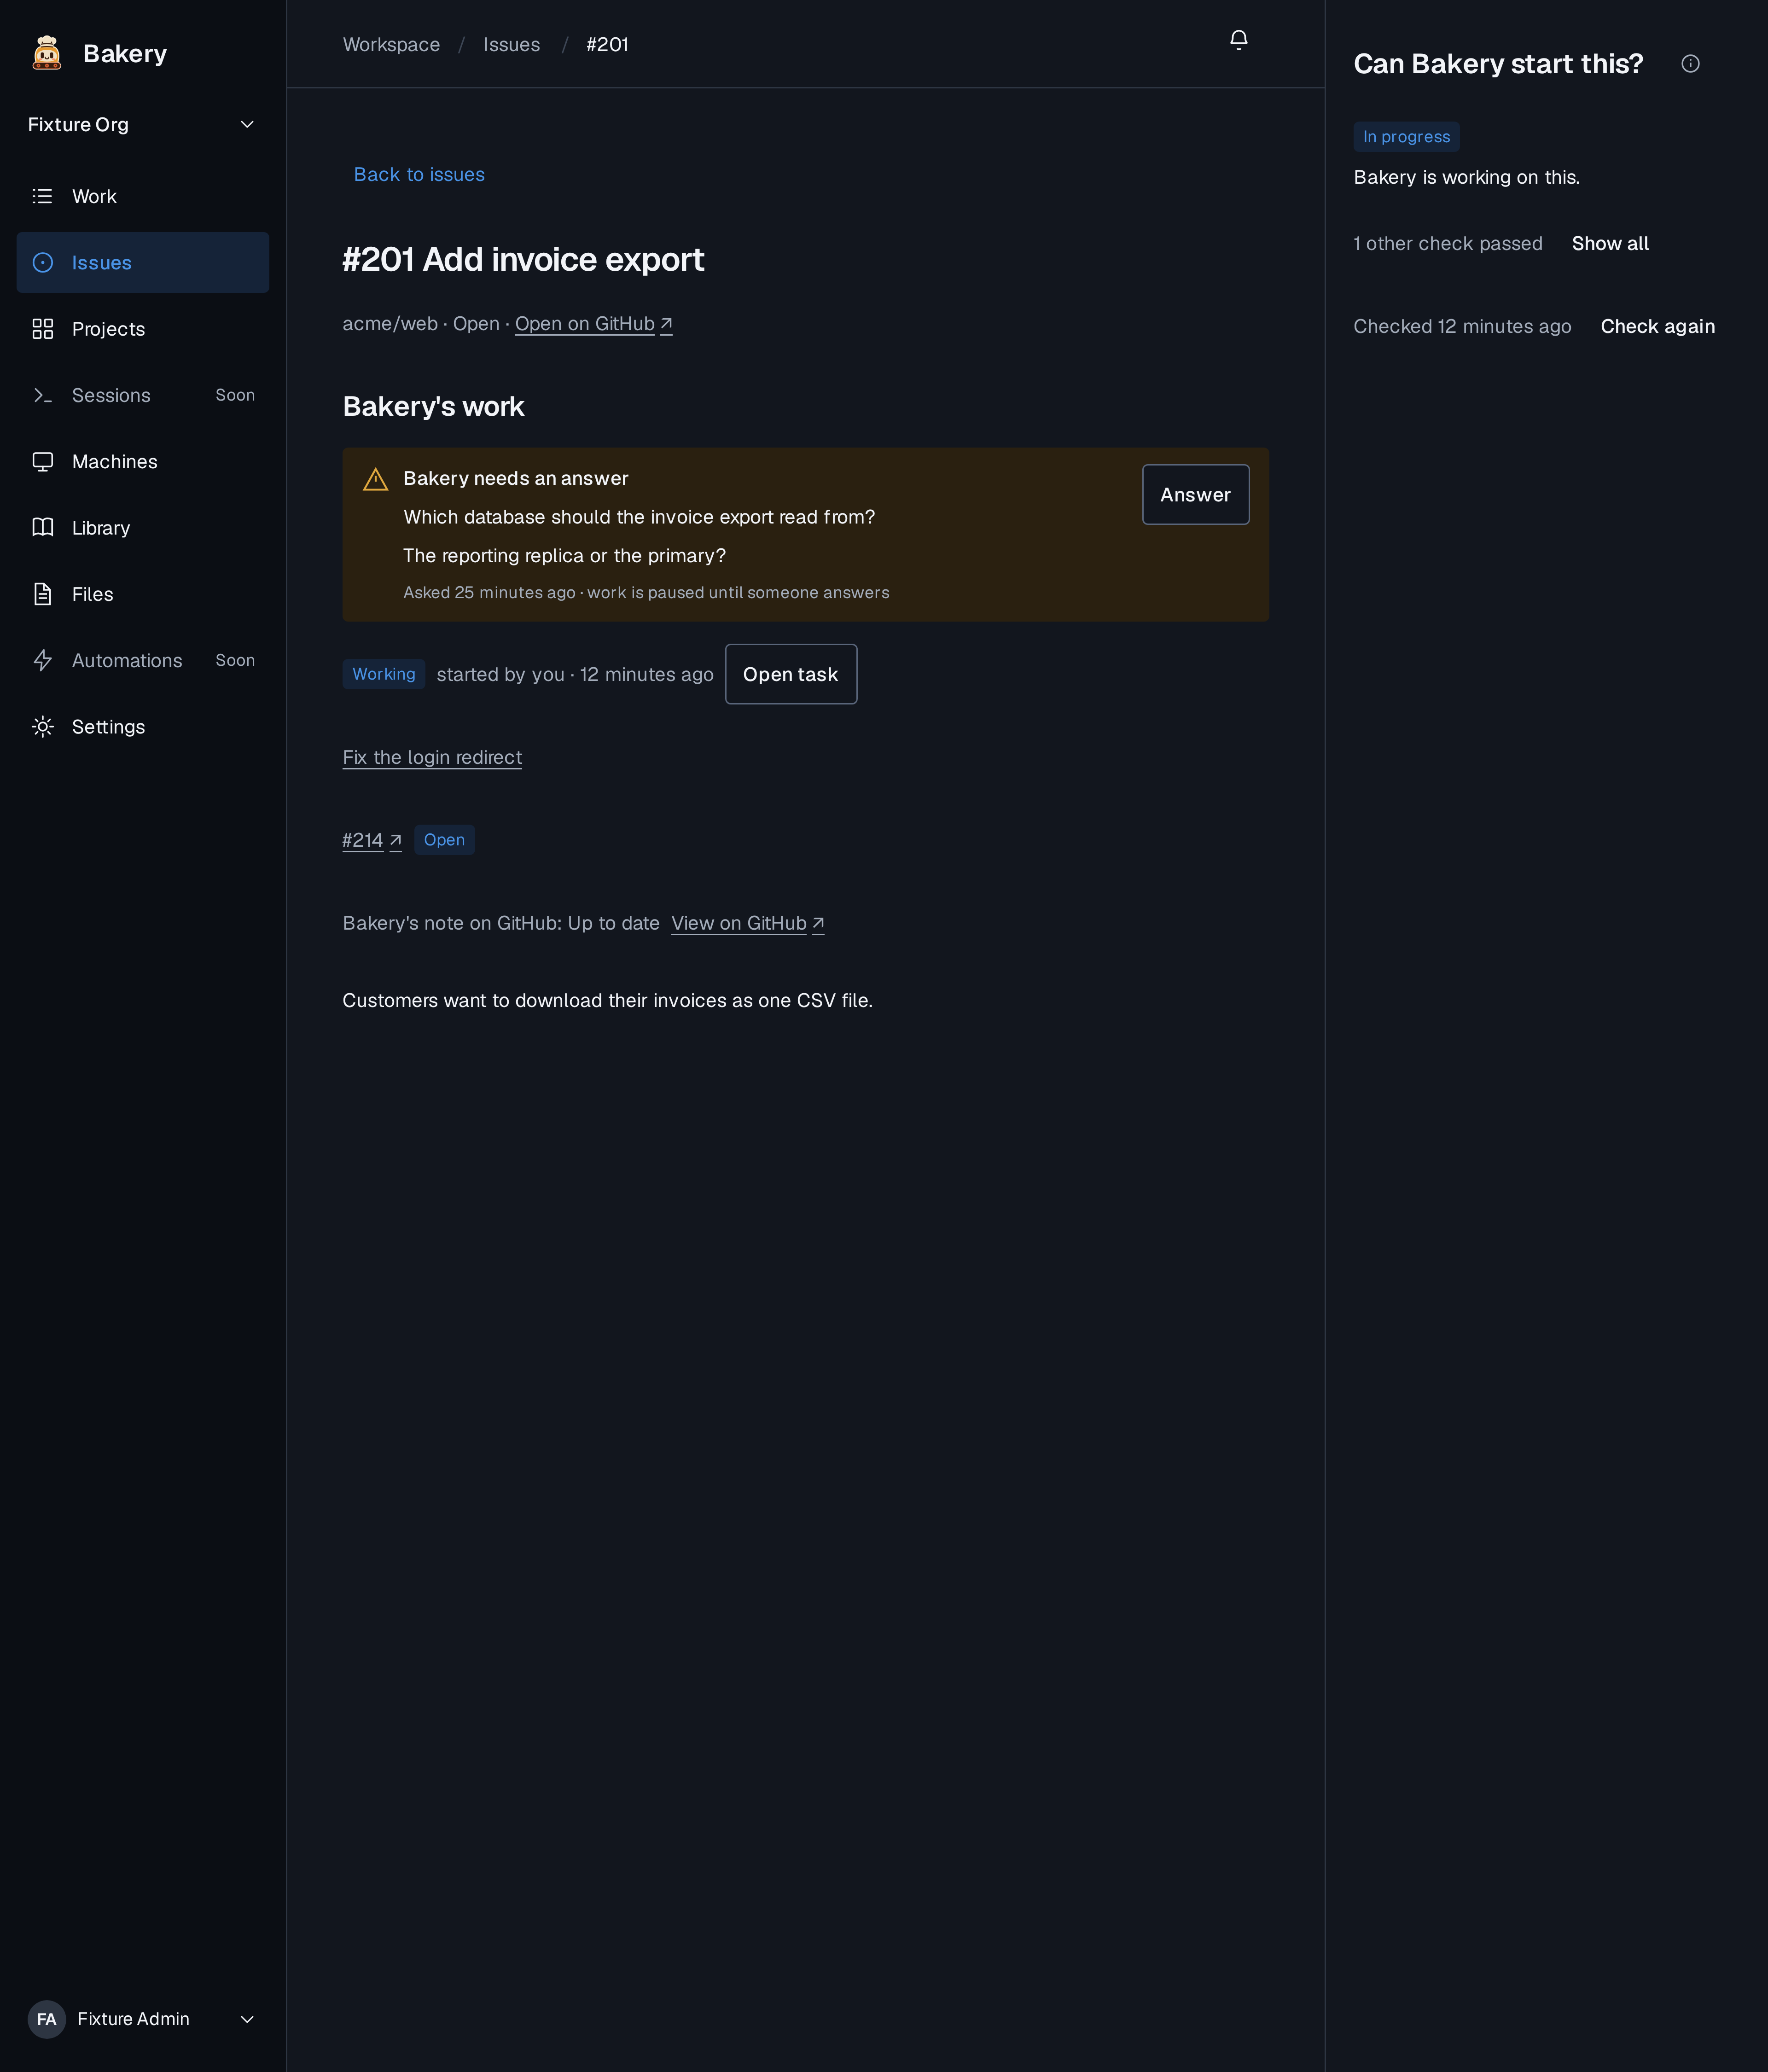 Bakery
Fixture Org
Work
Issues
Projects
Sessions Soon
Machines
Library
Files
Automations Soon
Settings
FA Fixture Admin
Workspace / Issues / #201
Back to issues
#201 Add invoice export
acme/web · Open · Open on GitHub ↗
Bakery's work
Bakery needs an answer
Which database should the invoice export read from?
The reporting replica or the primary?
Asked 25 minutes ago · work is paused until someone answers
Answer
Working started by you · 12 minutes ago Open task
Fix the login redirect
#214 ↗ Open
Bakery's note on GitHub: Up to date View on GitHub ↗
Customers want to download their invoices as one CSV file.
Can Bakery start this?
In progress
Bakery is working on this.
1 other check passed Show all
Checked 12 minutes ago Check again